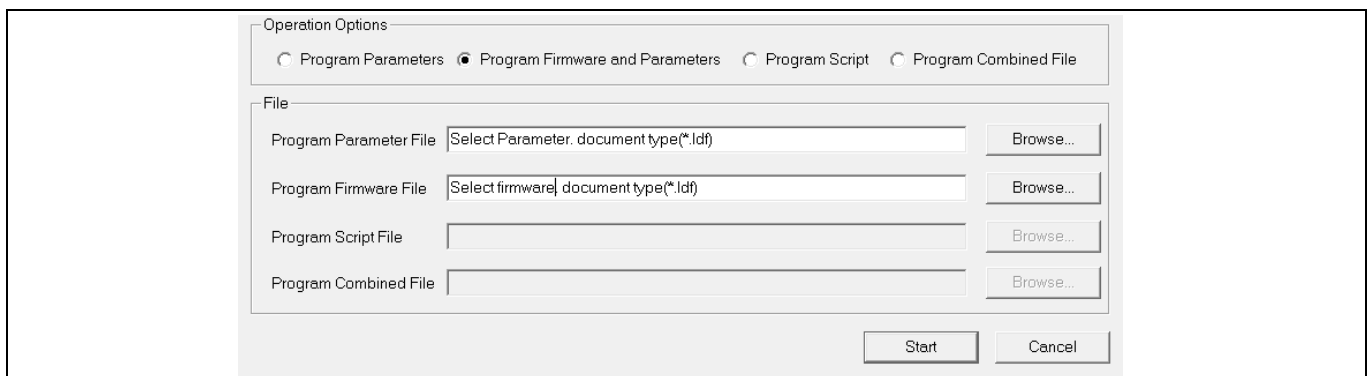 Operation Options
Program Parameters Program Firmware and Parameters Program Script Program Combined File
File
Program Parameter File Select Parameter. document type(*.ldf) Browse...
Program Firmware File Select firmware. document type(*.ldf) Browse...
Program Script File Browse...
Program Combined File Browse...
Start Cancel